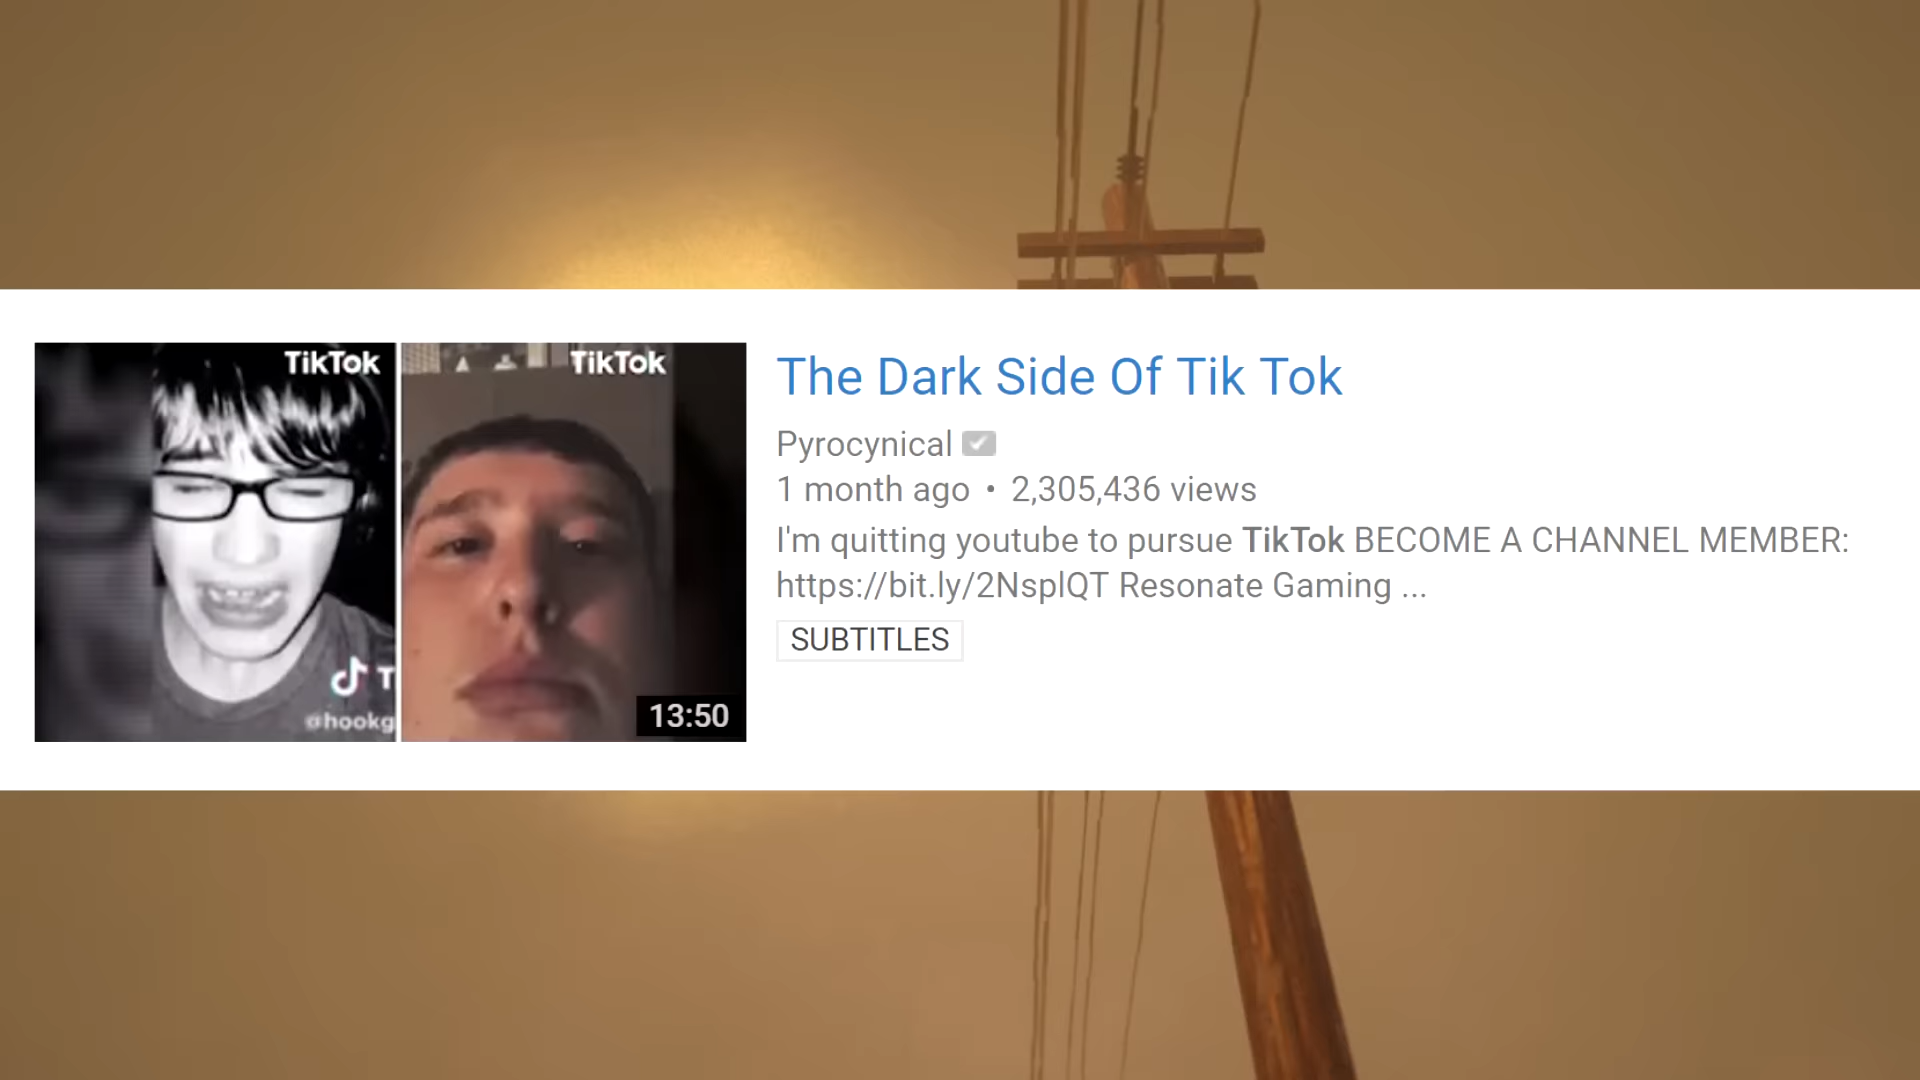 TikTok
TikTok
T
@hookg
13:50
The Dark Side Of Tik Tok
Pyrocynical
1 month ago • 2,305,436 views
I'm quitting youtube to pursue TikTok BECOME A CHANNEL MEMBER:
https://bit.ly/2NsplQT Resonate Gaming ...
SUBTITLES